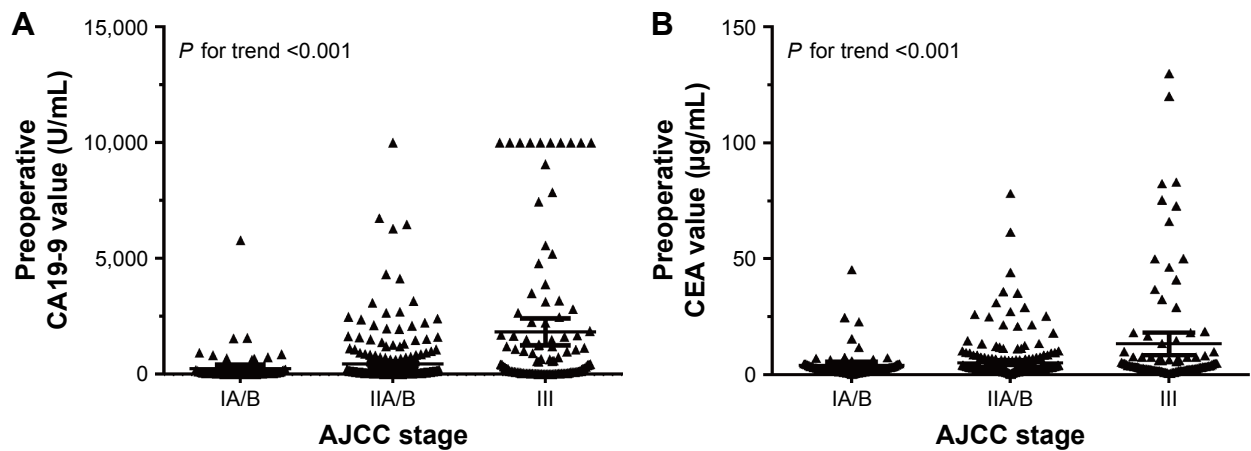 A
P for trend <0.001
Preoperative
CA19-9 value (U/mL)
15,000
10,000
5,000
0
IA/B
IIA/B
III
AJCC stage
B
P for trend <0.001
Preoperative
CEA value (µg/mL)
150
100
50
0
IA/B
IIA/B
III
AJCC stage